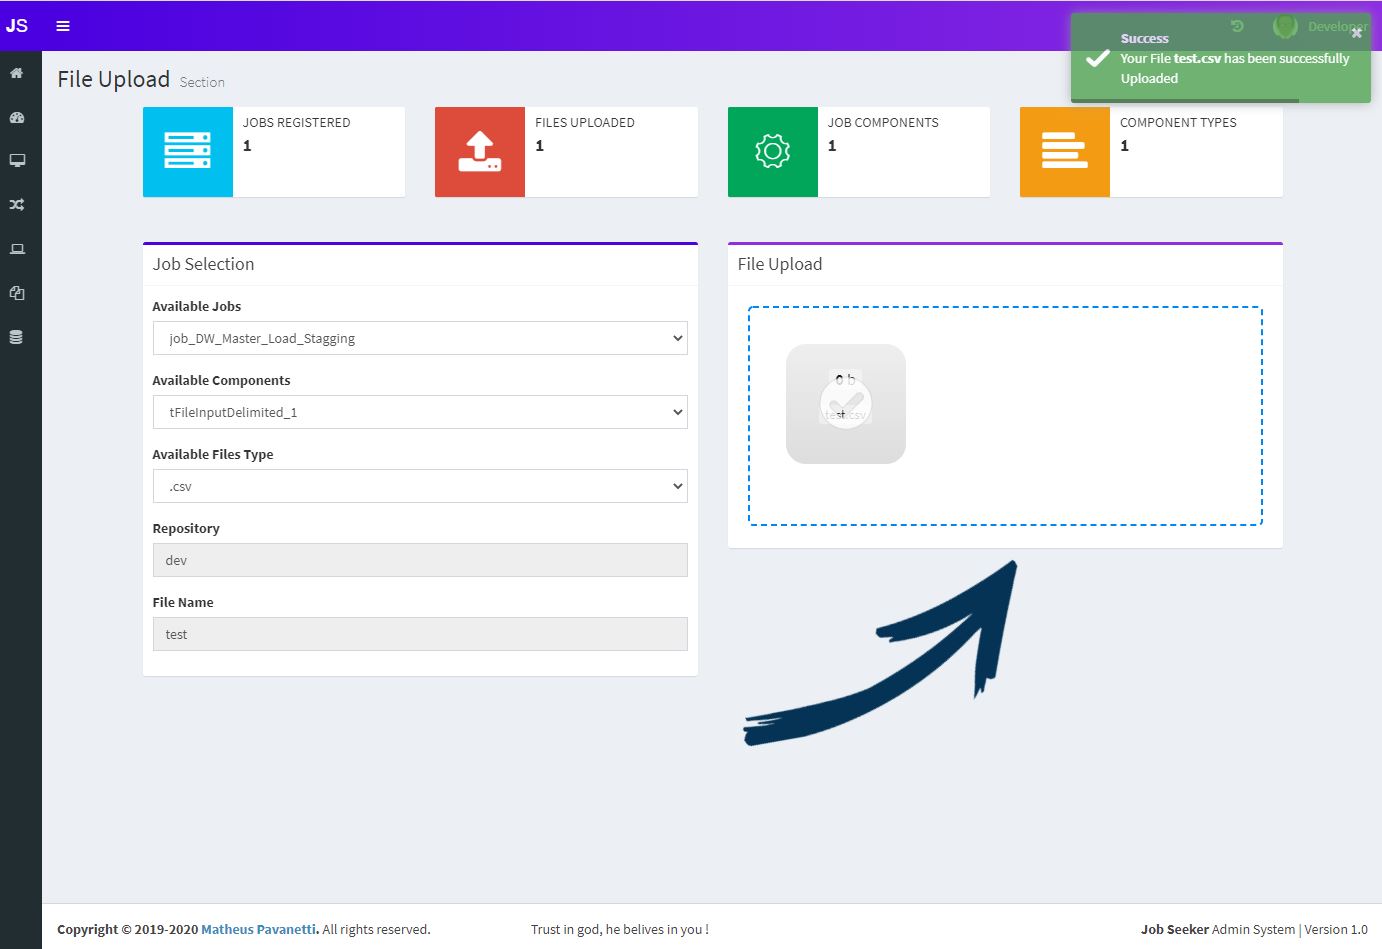 JS
Developer
Success
Your File test.csv has been successfully
Uploaded
File Upload Section
JOBS REGISTERED
1
FILES UPLOADED
1
JOB COMPONENTS
1
COMPONENT TYPES
1
Job Selection
Available Jobs
job_DW_Master_Load_Stagging
Available Components
tFileInputDelimited_1
Available Files Type
.csv
Repository
dev
File Name
test
File Upload
0 b
test.csv
Copyright © 2019-2020 Matheus Pavanetti. All rights reserved.
Trust in god, he belives in you !
Job Seeker Admin System | Version 1.0